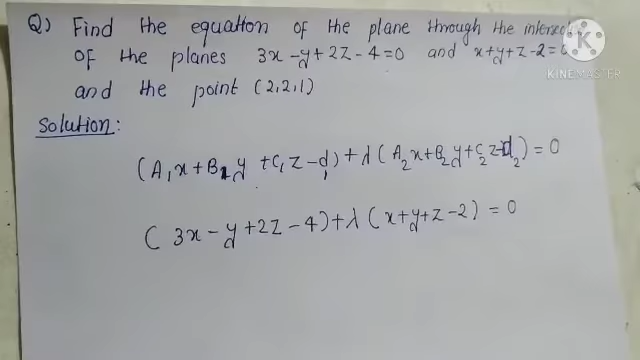 Q) Find the equation of the plane through the
of the planes 3x - y + 2z - 4 = 0 and x + y + z - 2 = 0
KINEMASTER
and the point (2,2,1)
Solution:
(A₁x + B₁y + C₁z - d₁) + λ (A₂x + B₂y + C₂z - d₂) = 0
(3x - y + 2z - 4) + λ (x + y + z - 2) = 0